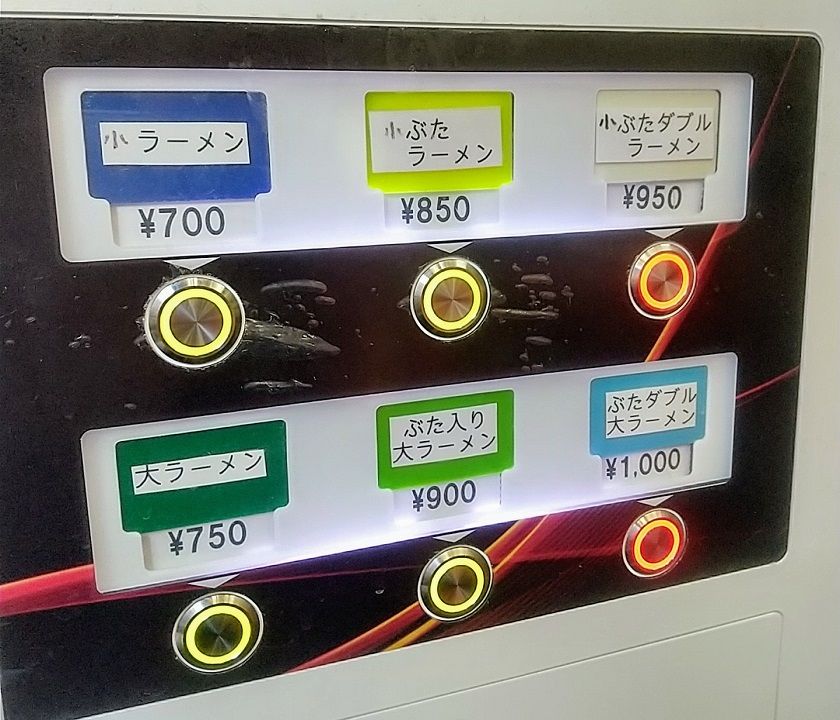 小 ラーメン
¥700
小 ぶた
ラーメン
¥850
小ぶたダブル
ラーメン
¥950
大ラーメン
¥750
ぶた入り
大ラーメン
¥900
ぶたダブル
大ラーメン
¥1,000